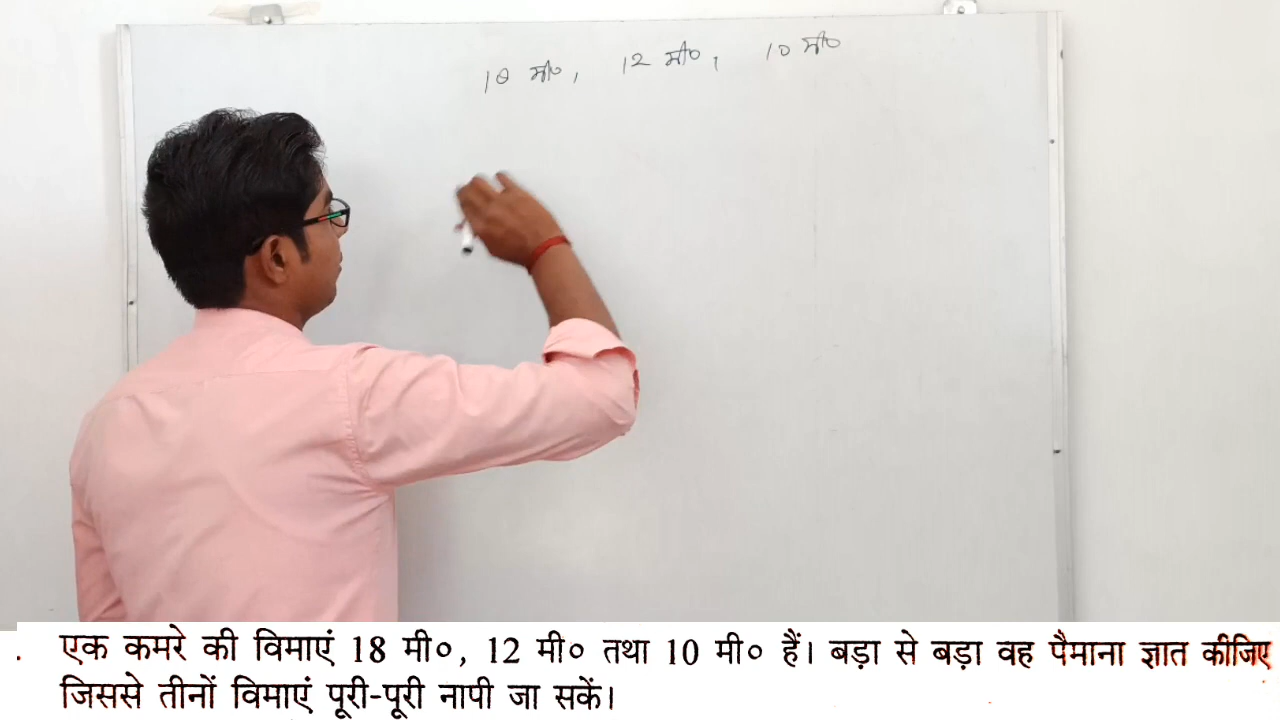 18 मी०, 12 मी०, 10 मी०
. एक कमरे की विमाएं 18 मी०, 12 मी० तथा 10 मी० हैं। बड़ा से बड़ा वह पैमाना ज्ञात कीजिए
जिससे तीनों विमाएं पूरी-पूरी नापी जा सकें।